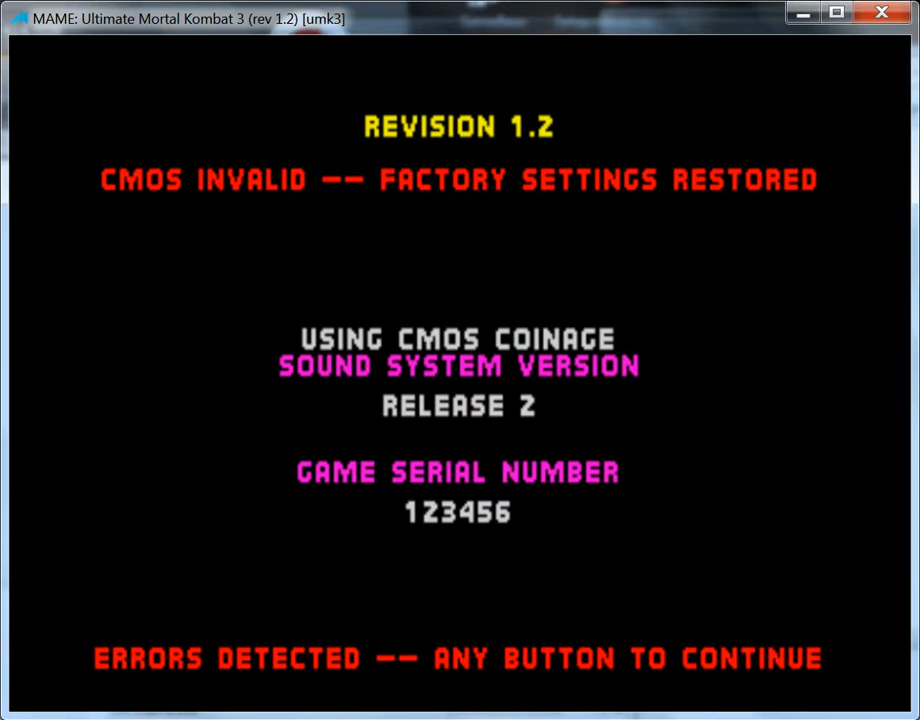 MAME: Ultimate Mortal Kombat 3 (rev 1.2) [umk3]
REVISION 1.2
CMOS INVALID -- FACTORY SETTINGS RESTORED
USING CMOS COINAGE
SOUND SYSTEM VERSION
RELEASE 2
GAME SERIAL NUMBER
123456
ERRORS DETECTED -- ANY BUTTON TO CONTINUE